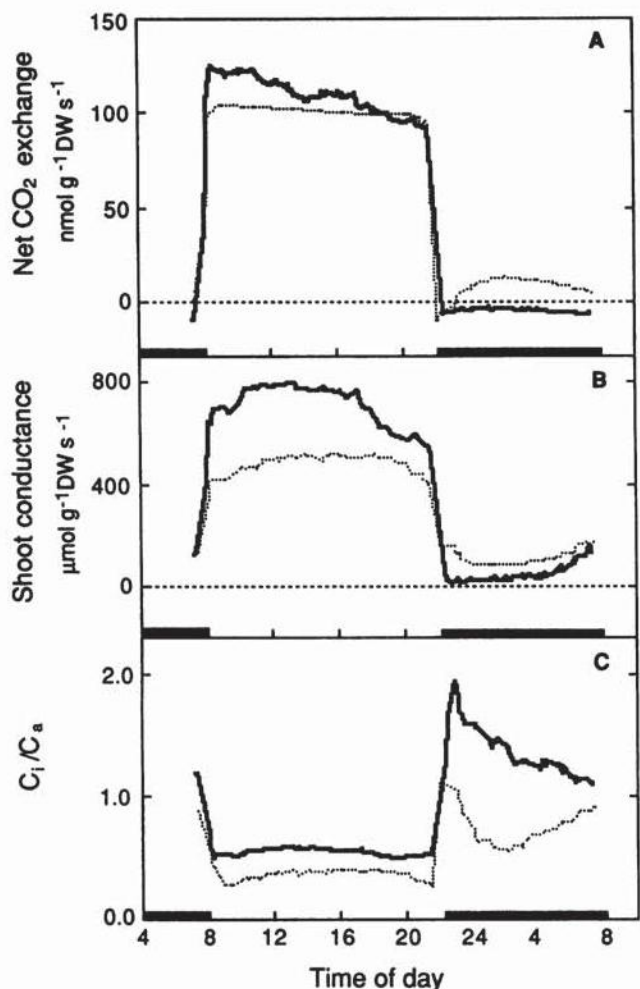 150
100
50
0
Net CO₂ exchange
nmol g⁻¹ DW s⁻¹
A
800
400
0
Shoot conductance
μmol g⁻¹ DW s⁻¹
B
2.0
1.0
0.0
Cᵢ/Cₐ
C
4 8 12 16 20 24 4 8
Time of day